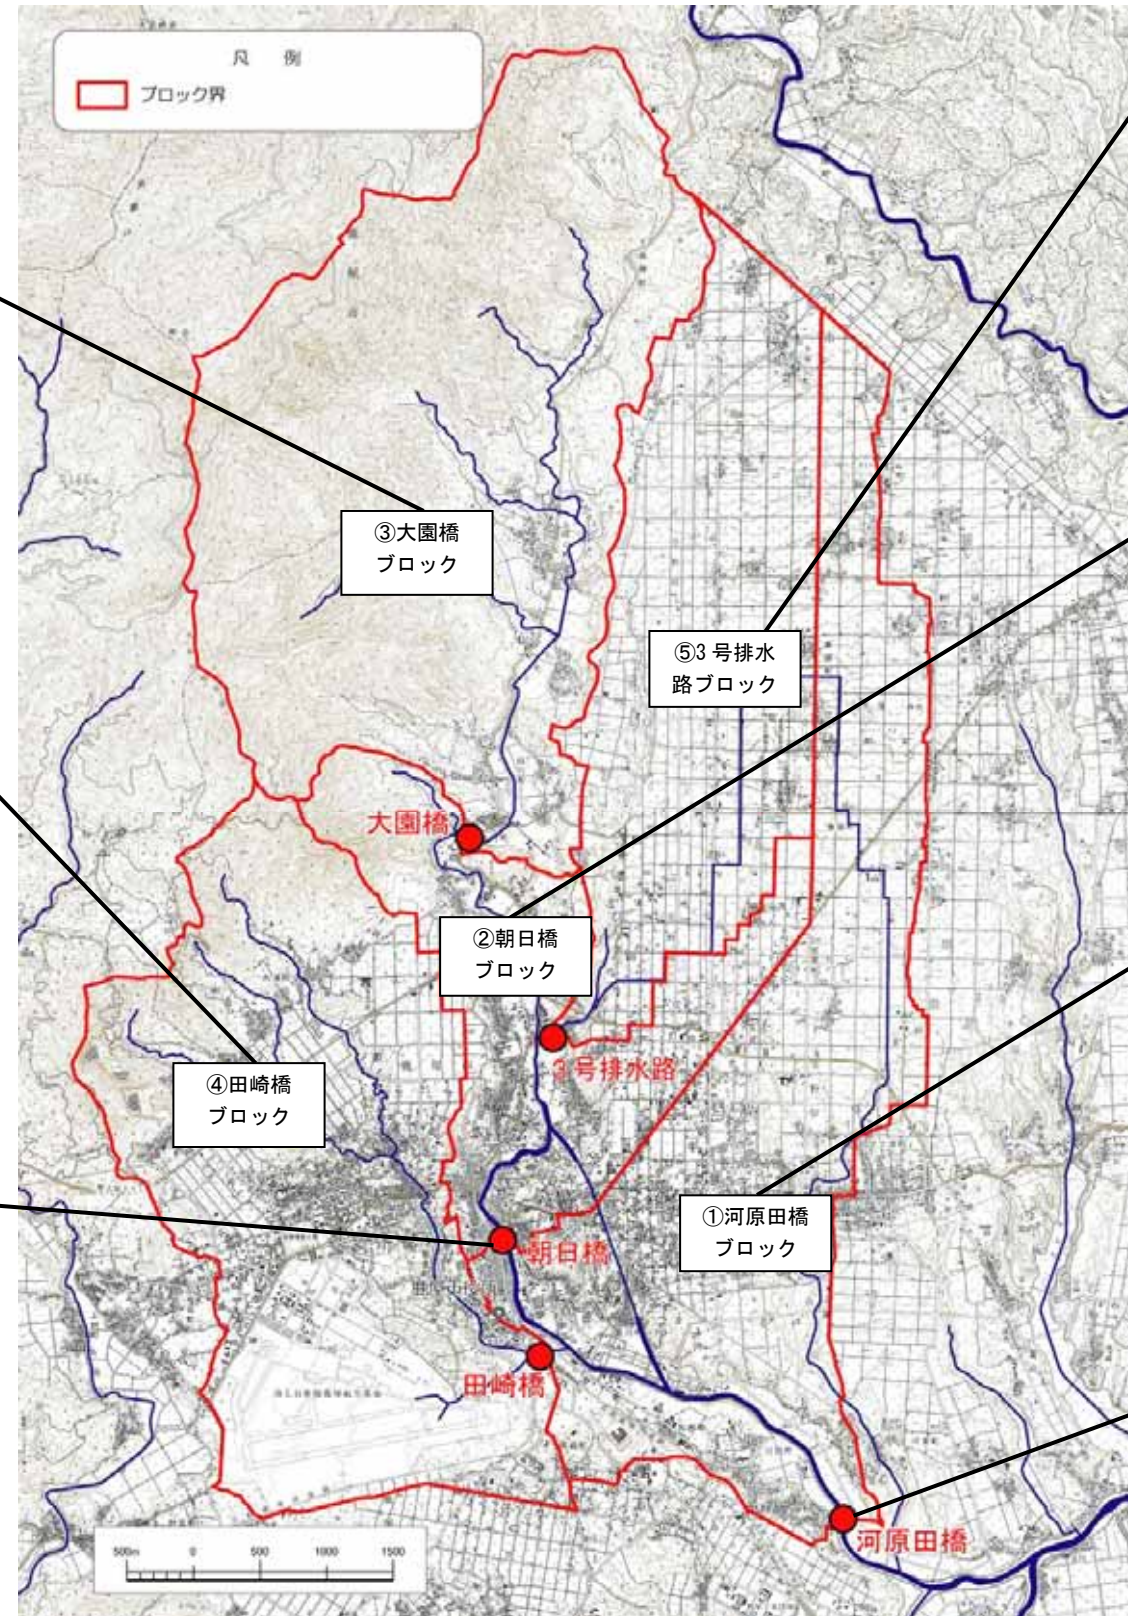 凡 例
ブロック界
③大園橋
ブロック
⑤3 号排水
路ブロック
大園橋
②朝日橋
ブロック
3号排水路
④田崎橋
ブロック
①河原田橋
ブロック
朝日橋
田崎橋
河原田橋
500m 0 500 1000 1500